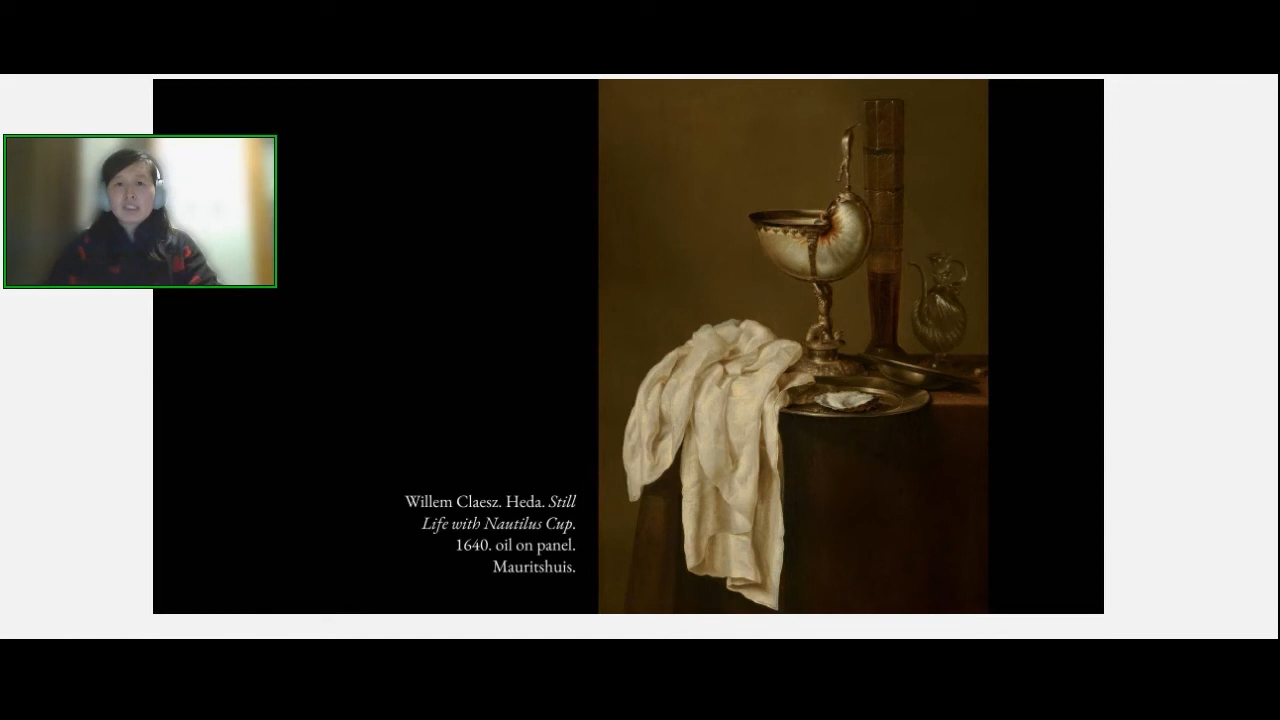 Willem Claesz. Heda. Still
Life with Nautilus Cup.
1640. oil on panel.
Mauritshuis.